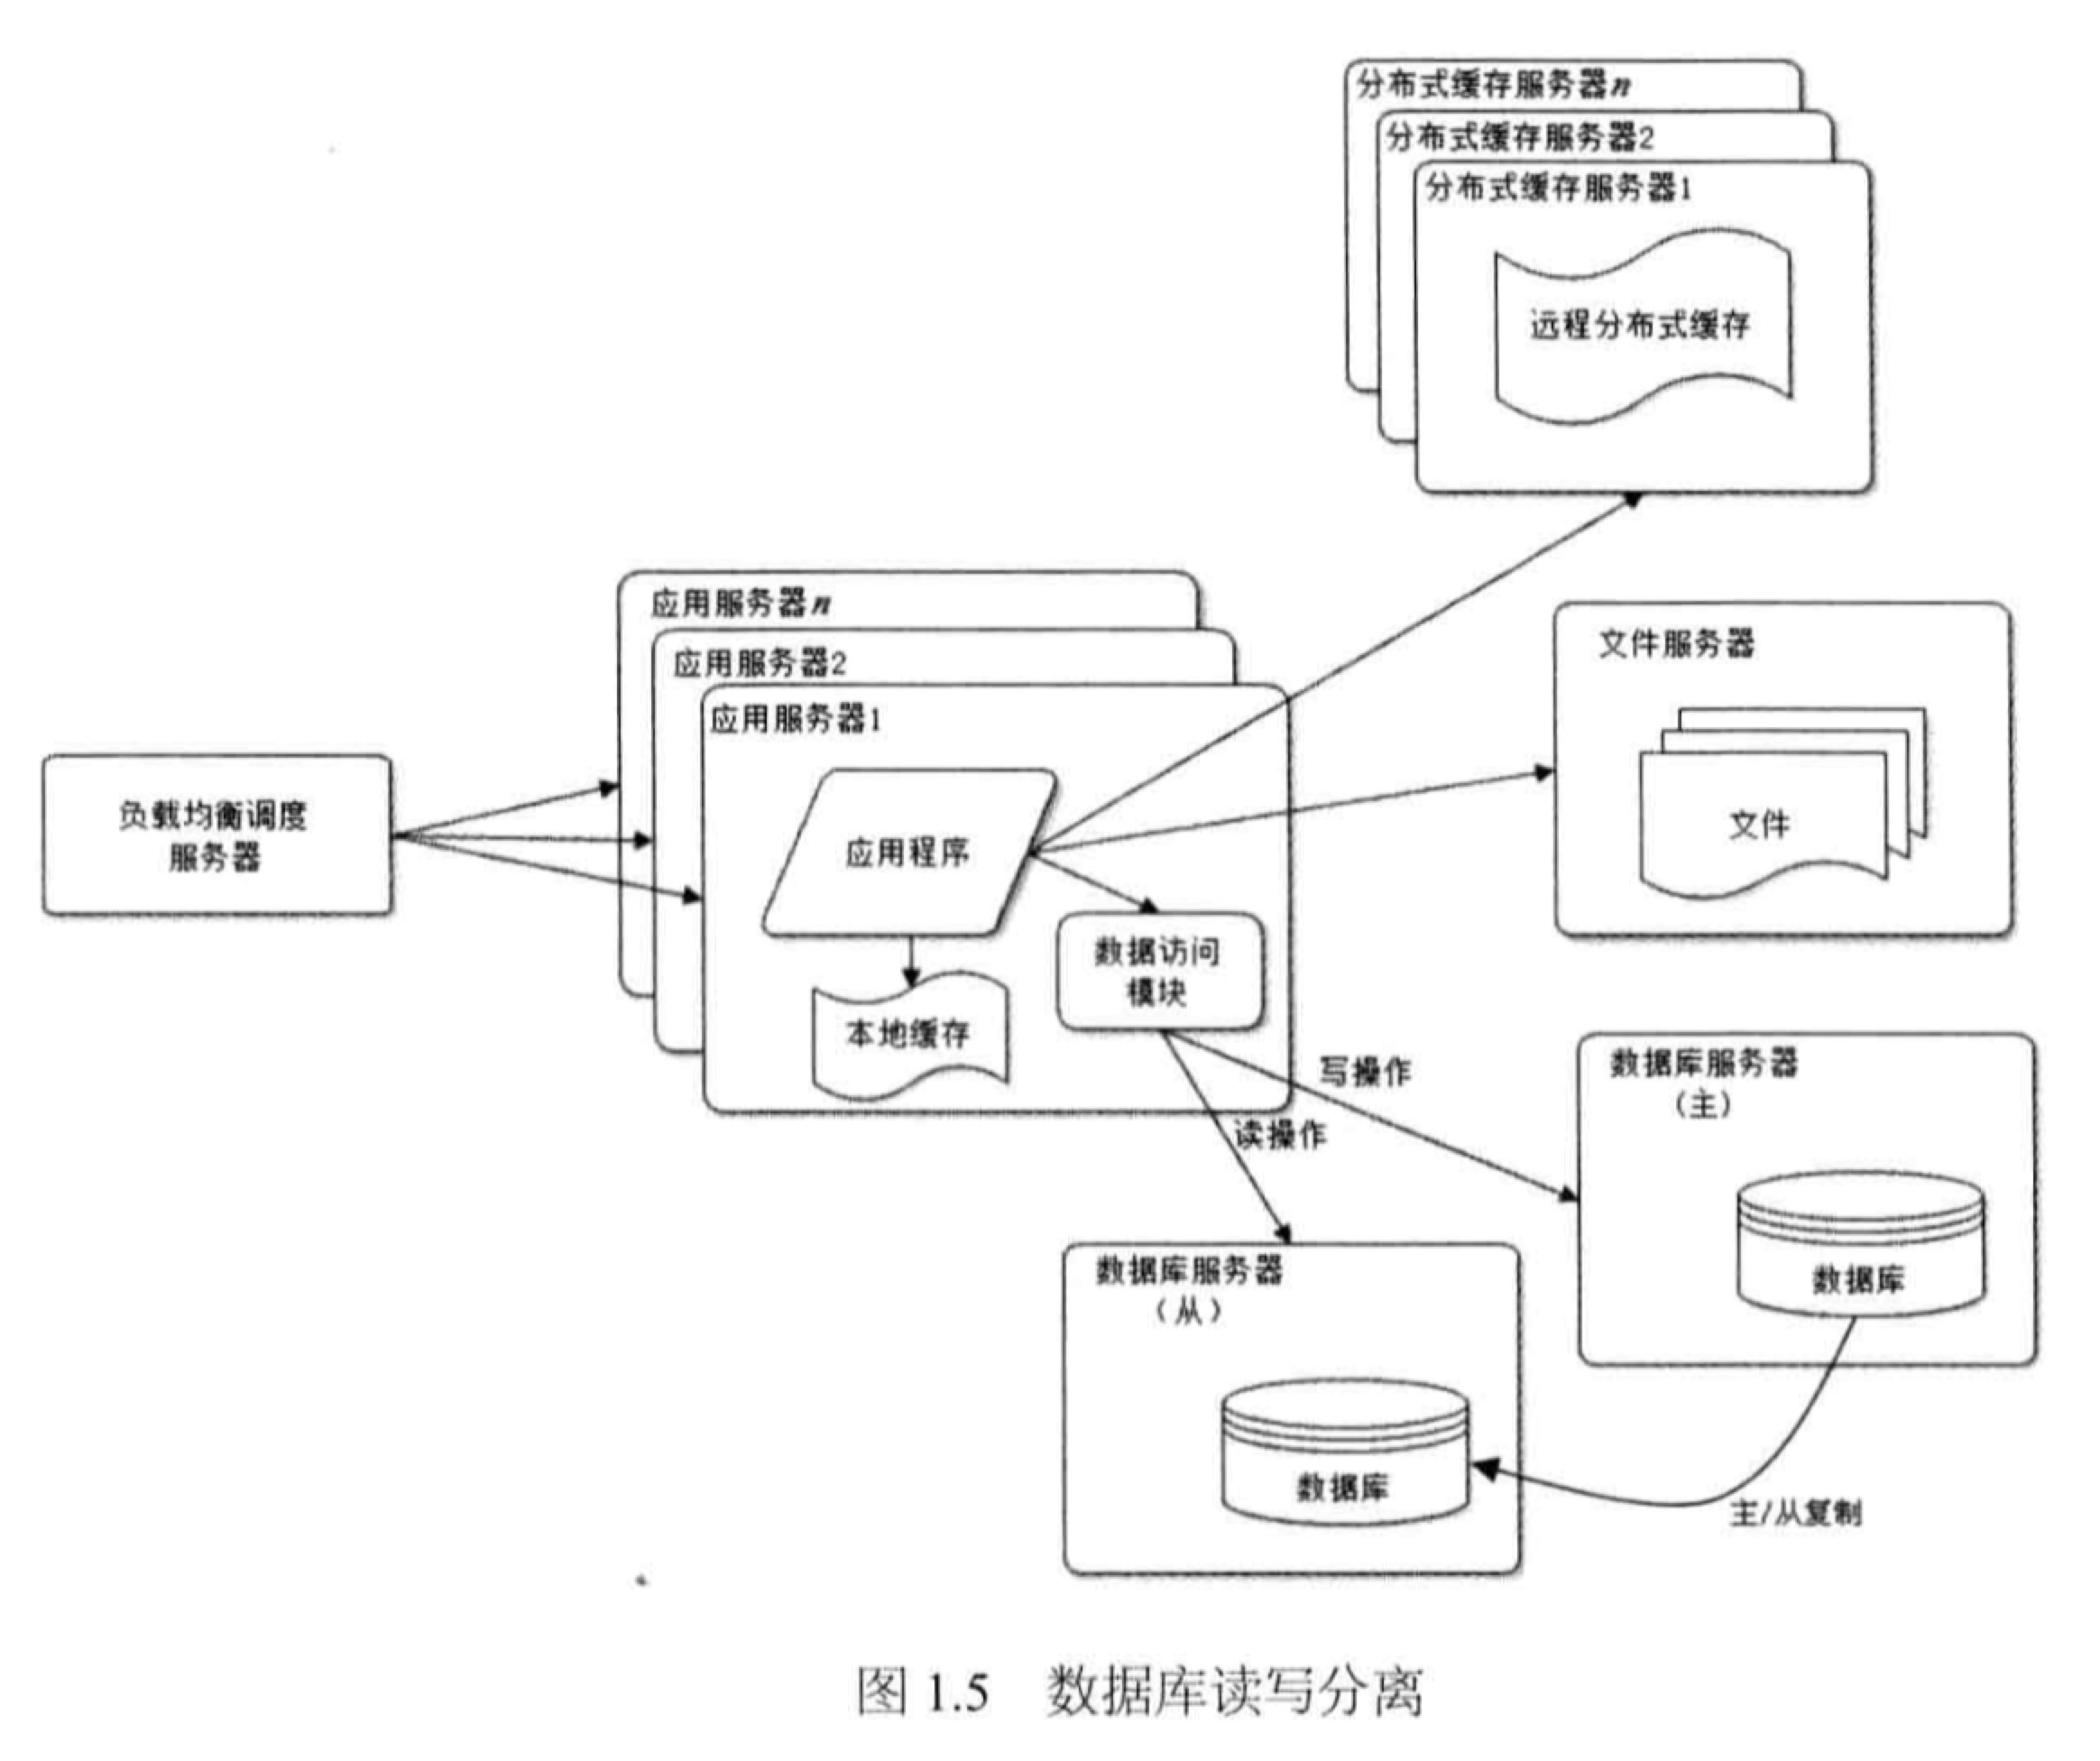 分布式缓存服务器n
分布式缓存服务器2
分布式缓存服务器1
远程分布式缓存
应用服务器n
应用服务器2
应用服务器1
文件服务器
文件
负载均衡调度
服务器
应用程序
数据访问
模块
本地缓存
写操作
读操作
数据库服务器
(主)
数据库
数据库服务器
(从)
数据库
主/从复制
图 1.5 数据库读写分离